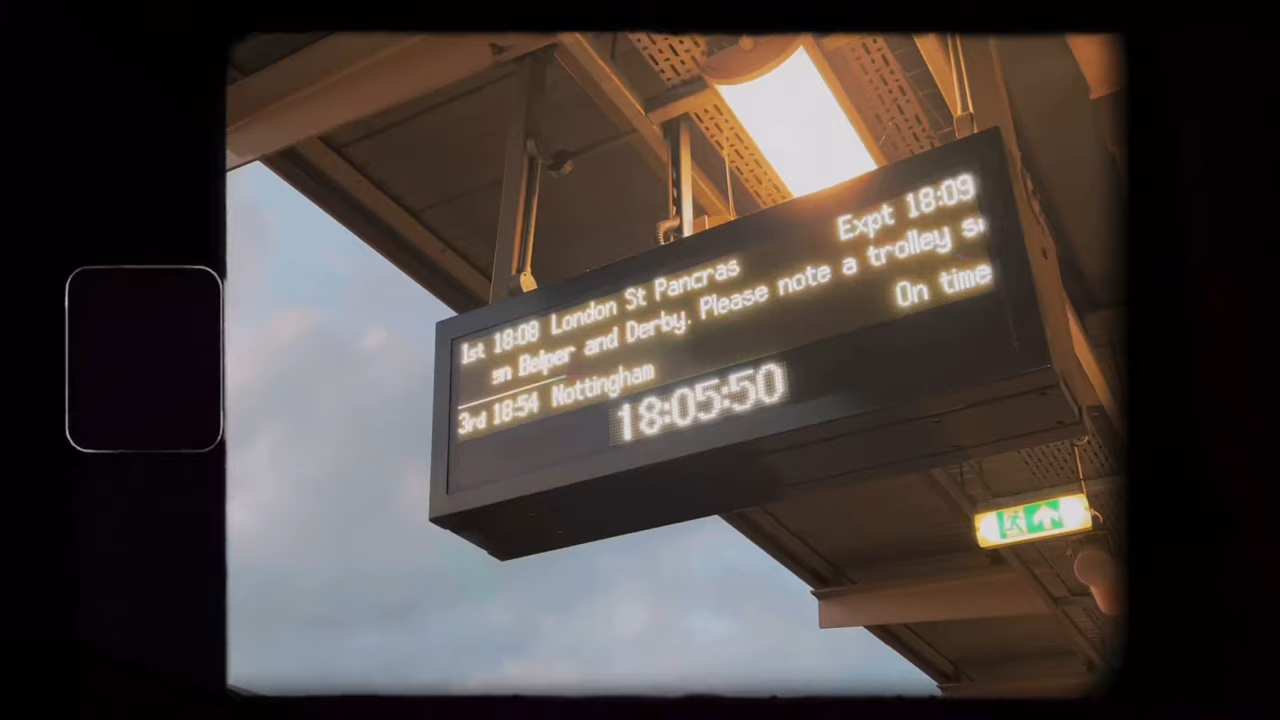 1st 18:08 London St Pancras Expt 18:09
Belper and Derby. Please note a trolley
3rd 18:54 Nottingham On time
18:05:50